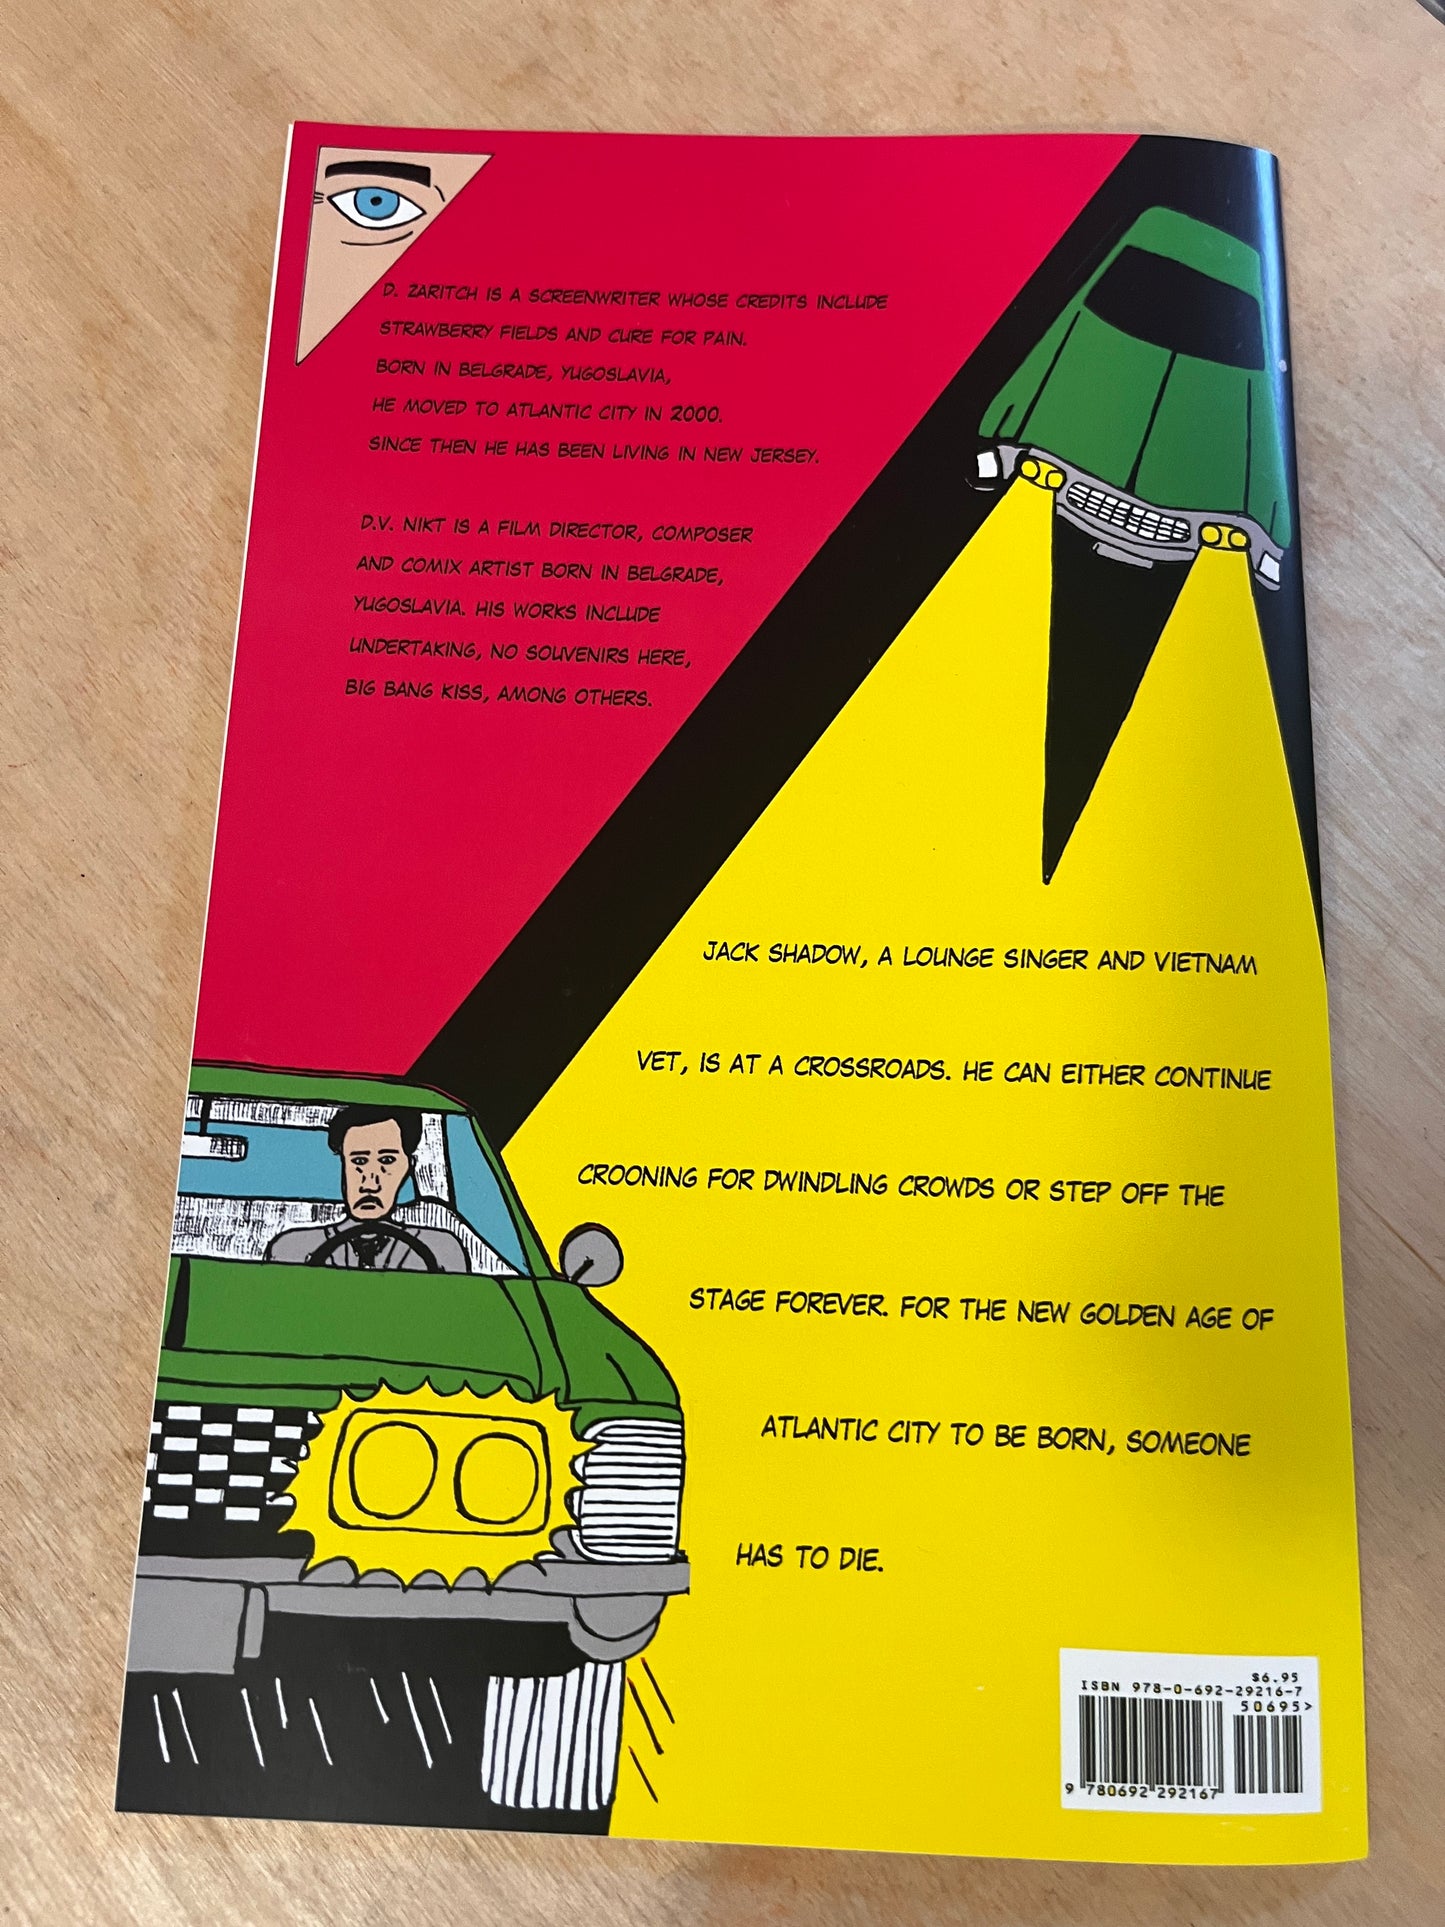 D. ZARITCH IS A SCREENWRITER WHOSE CREDITS INCLUDE
STRAWBERRY FIELDS AND CURE FOR PAIN.
BORN IN BELGRADE, YUGOSLAVIA,
HE MOVED TO ATLANTIC CITY IN 2000.
SINCE THEN HE HAS BEEN LIVING IN NEW JERSEY.
D.V. NIKT IS A FILM DIRECTOR, COMPOSER
AND COMIX ARTIST BORN IN BELGRADE,
YUGOSLAVIA. HIS WORKS INCLUDE
UNDERTAKING, NO SOUVENIRS HERE,
BIG BANG KISS, AMONG OTHERS.
JACK SHADOW, A LOUNGE SINGER AND VIETNAM
VET, IS AT A CROSSROADS. HE CAN EITHER CONTINUE
CROONING FOR DWINDLING CROWDS OR STEP OFF THE
STAGE FOREVER. FOR THE NEW GOLDEN AGE OF
ATLANTIC CITY TO BE BORN, SOMEONE
HAS TO DIE.
$6.95
ISBN 978-0-692-29216-7
50695>
9 780692 292167